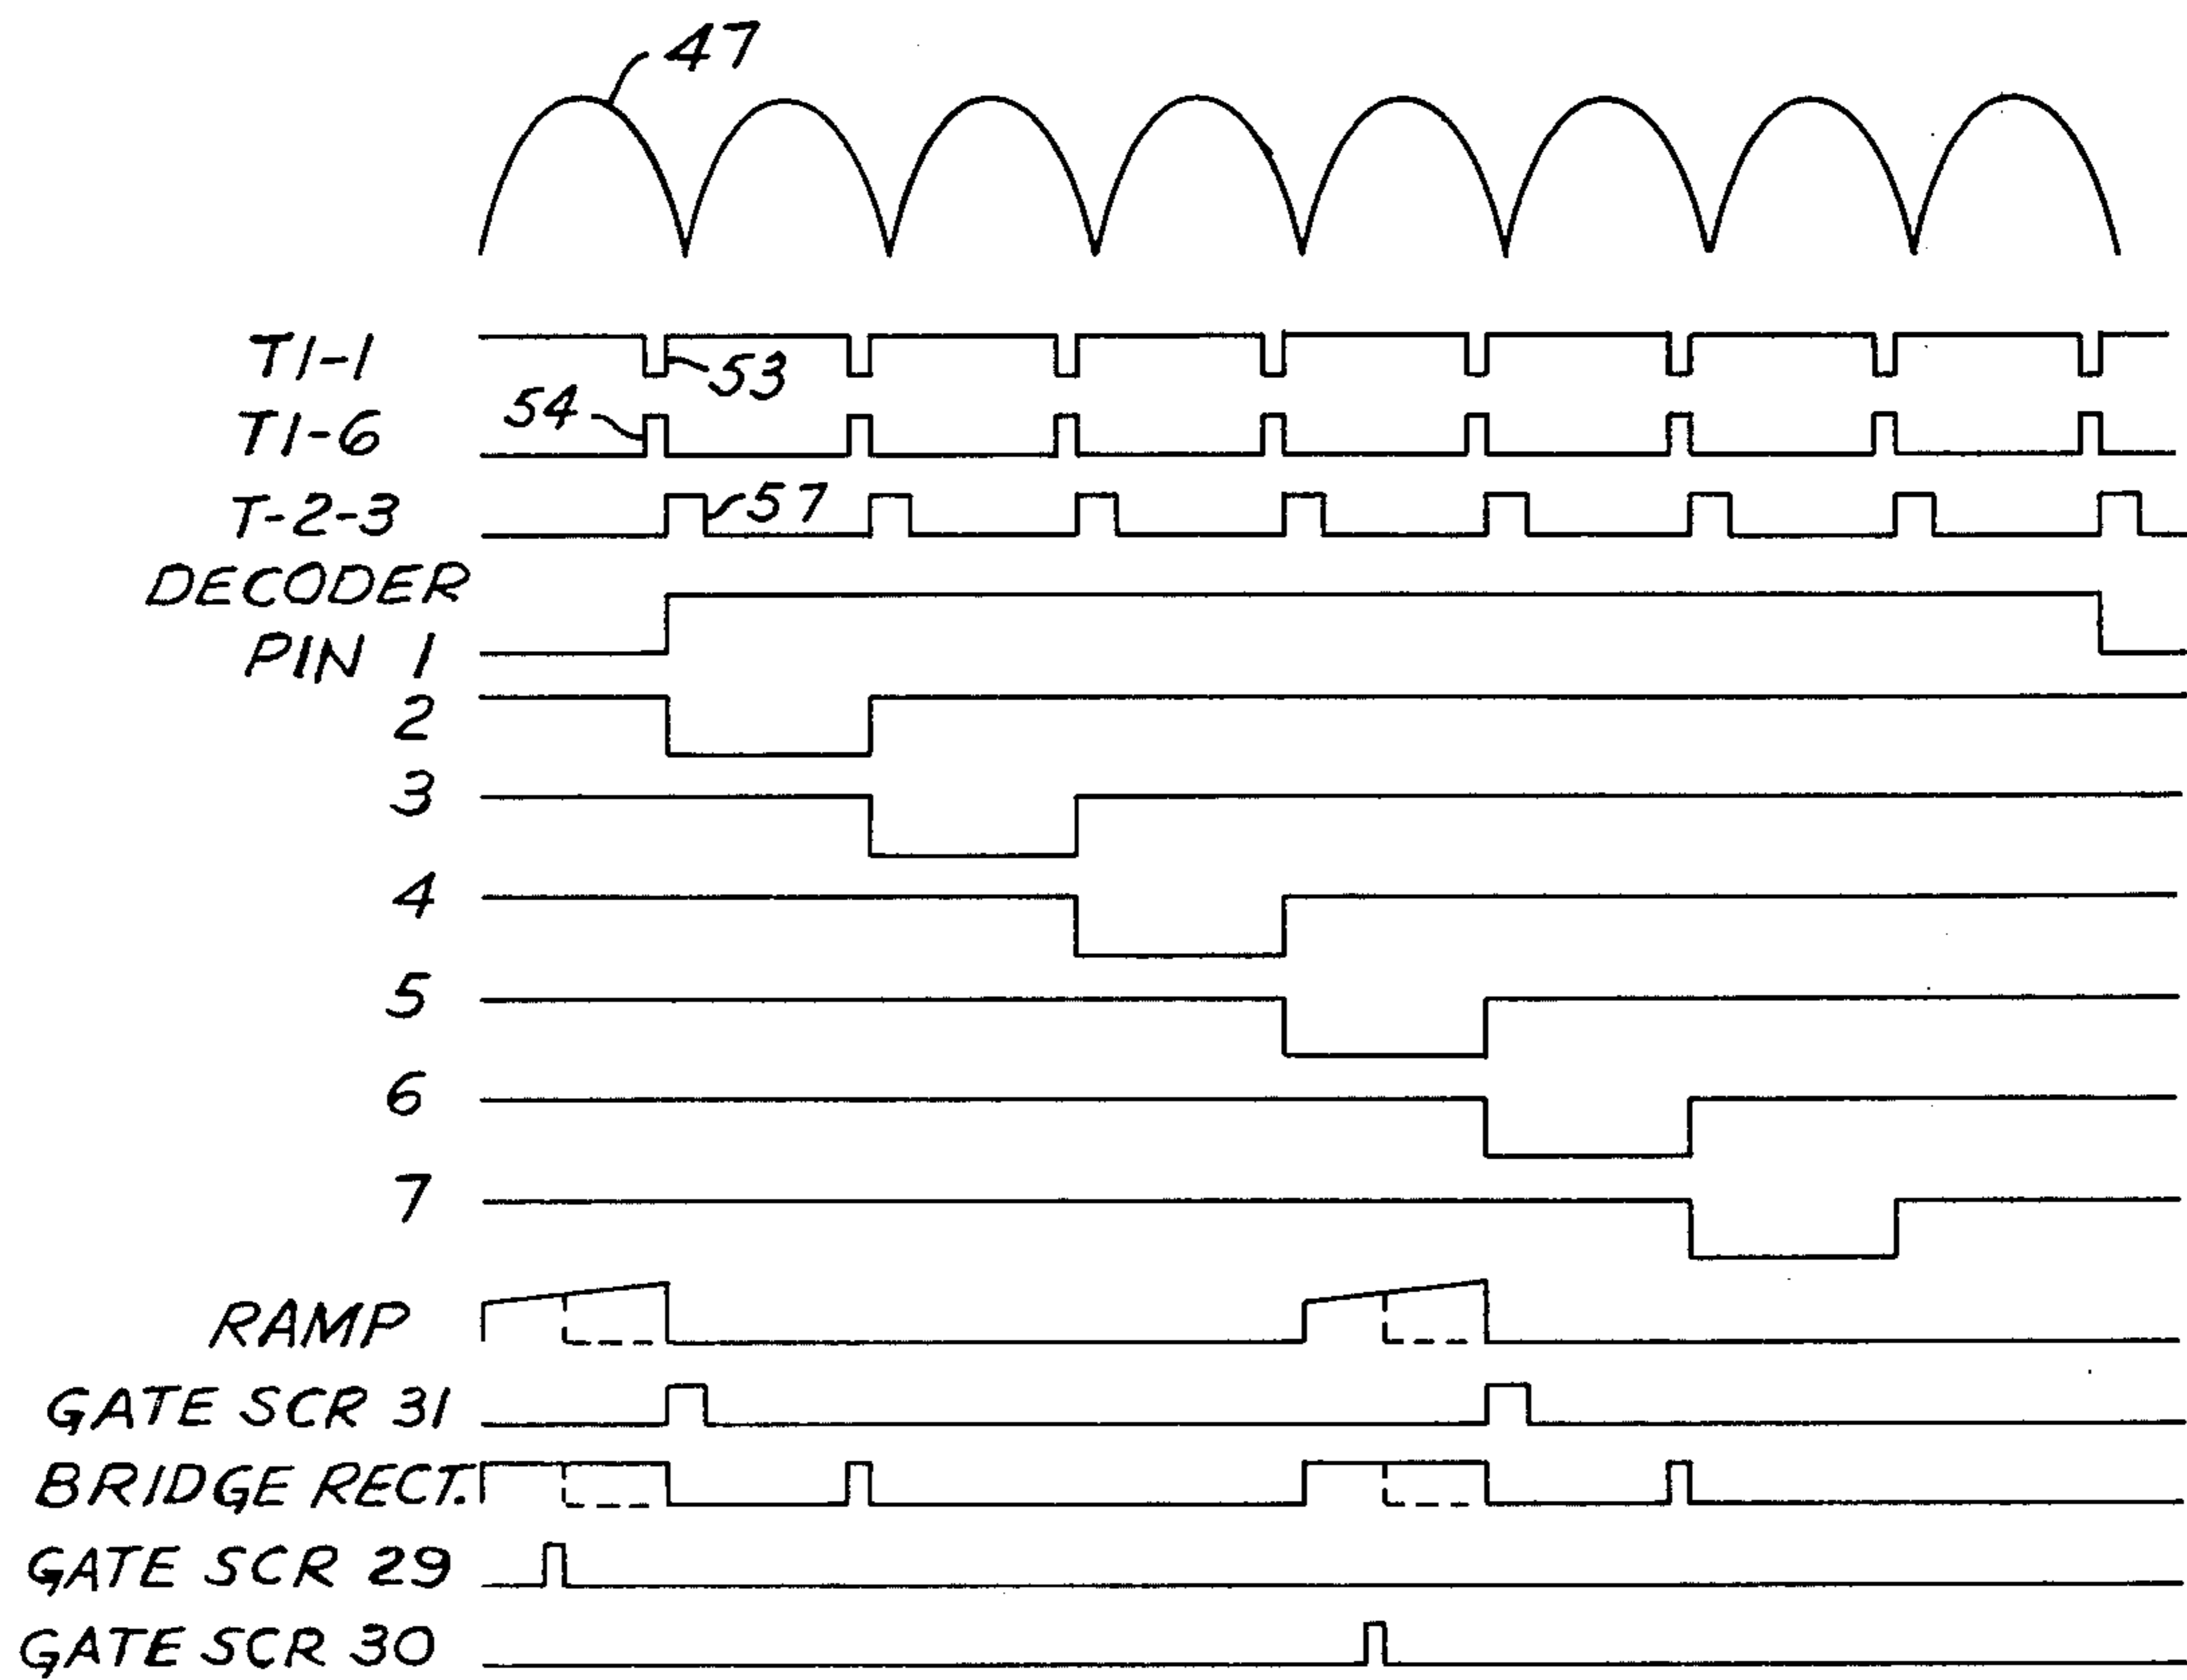 47
T1-1
53
54
T1-6
T-2-3
57
DECODER
PIN 1
2
3
4
5
6
7
RAMP
GATE SCR 31
BRIDGE RECT.
GATE SCR 29
GATE SCR 30